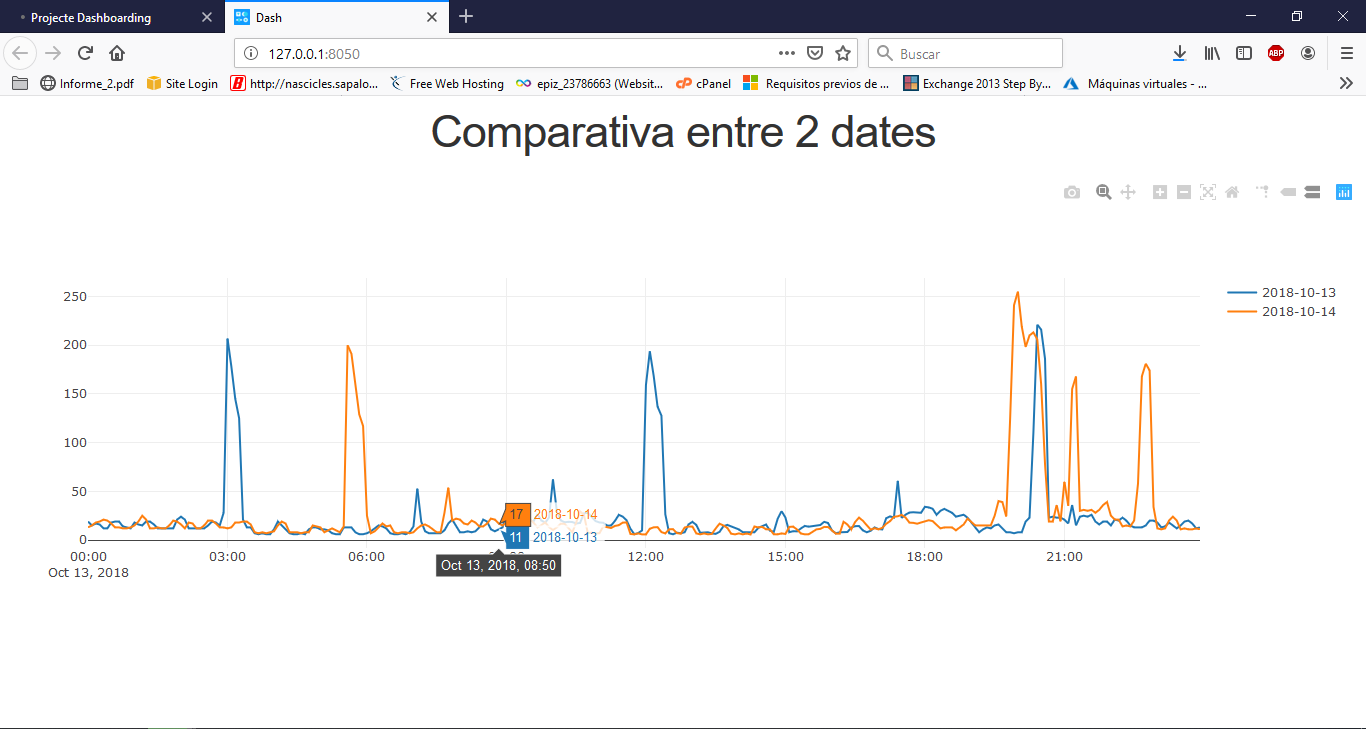 Projecte Dashboarding
Dash
127.0.0.1:8050
Buscar
ABP
Informe_2.pdf
Site Login
http://nascicles.sapalo...
Free Web Hosting
epiz_23786663 (Websit...
cPanel
Requisitos previos de ...
Exchange 2013 Step By...
Máquinas virtuales - ...
Comparativa entre 2 dates
250
200
150
100
50
0
2018-10-13
2018-10-14
17 2018-10-14
11 2018-10-13
00:00
03:00
06:00
12:00
15:00
18:00
21:00
Oct 13, 2018
Oct 13, 2018, 08:50